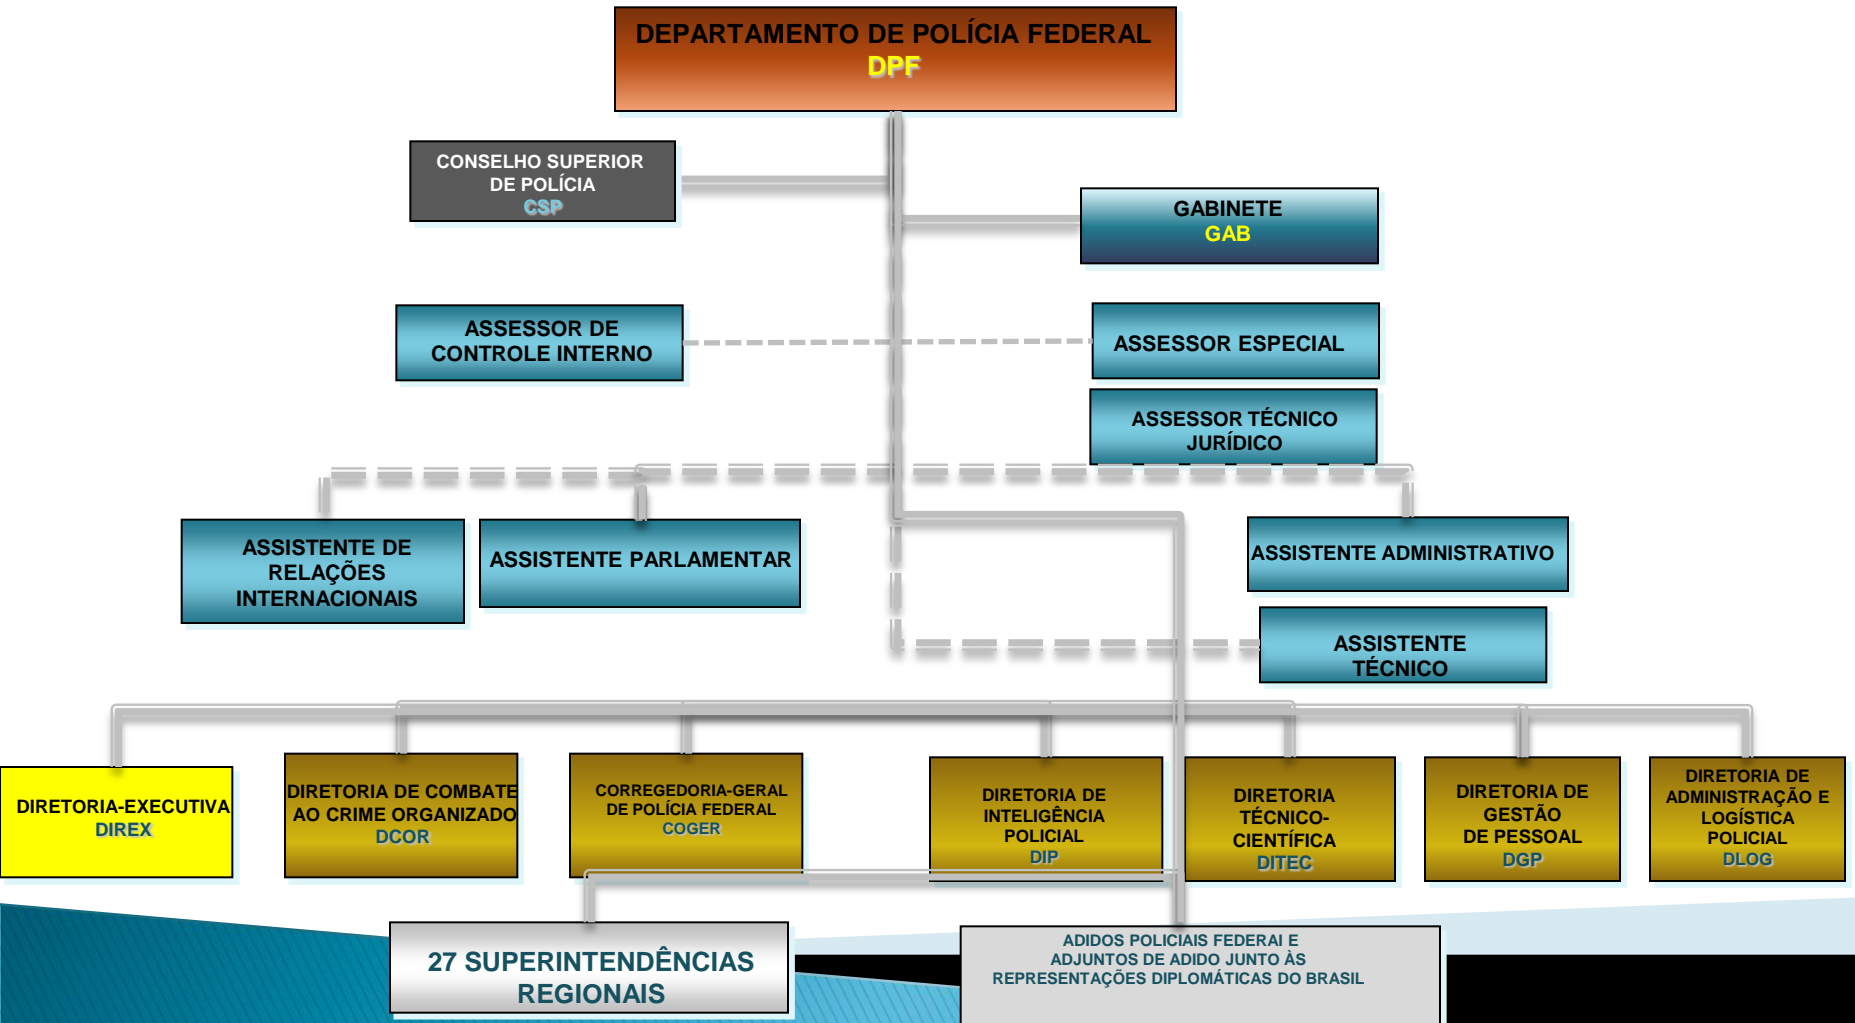 DEPARTAMENTO DE POLÍCIA FEDERAL
DPF
CONSELHO SUPERIOR
DE POLÍCIA
CSP
GABINETE
GAB
ASSESSOR DE
CONTROLE INTERNO
ASSESSOR ESPECIAL
ASSESSOR TÉCNICO
JURÍDICO
ASSISTENTE DE
RELAÇÕES
INTERNACIONAIS
ASSISTENTE PARLAMENTAR
ASSISTENTE ADMINISTRATIVO
ASSISTENTE
TÉCNICO
DIRETORIA-EXECUTIVA
DIREX
DIRETORIA DE COMBATE
AO CRIME ORGANIZADO
DCOR
CORREGEDORIA-GERAL
DE POLÍCIA FEDERAL
COGER
DIRETORIA DE
INTELIGÊNCIA
POLICIAL
DIP
DIRETORIA
TÉCNICO-
CIENTÍFICA
DITEC
DIRETORIA DE
GESTÃO
DE PESSOAL
DGP
DIRETORIA DE
ADMINISTRAÇÃO E
LOGÍSTICA
POLICIAL
DLOG
27 SUPERINTENDÊNCIAS
REGIONAIS
ADIDOS POLICIAIS FEDERAI E
ADJUNTOS DE ADIDO JUNTO ÀS
REPRESENTAÇÕES DIPLOMÁTICAS DO BRASIL